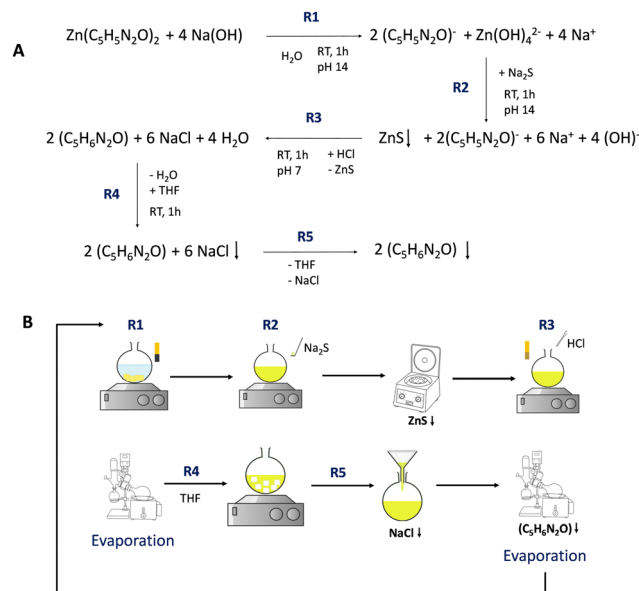 R1
Zn(C₅H₅N₂O)₂ + 4 Na(OH)
2 (C₅H₅N₂O)⁻ + Zn(OH)₄²⁻ + 4 Na⁺
H₂O
RT, 1h
pH 14
A
R2
+ Na₂S
RT, 1h
pH 14
R3
2 (C₅H₆N₂O) + 6 NaCl + 4 H₂O
ZnS↓ + 2(C₅H₅N₂O)⁻ + 6 Na⁺ + 4 (OH)⁻
RT, 1h
pH 7
+ HCl
- ZnS
R4
- H₂O
+ THF
RT, 1h
R5
2 (C₅H₆N₂O) + 6 NaCl↓
2 (C₅H₆N₂O) ↓
- THF
- NaCl
B
R1
R2
R3
Na₂S
HCl
ZnS↓
R4
THF
R5
NaCl↓
(C₅H₆N₂O)↓
Evaporation
Evaporation